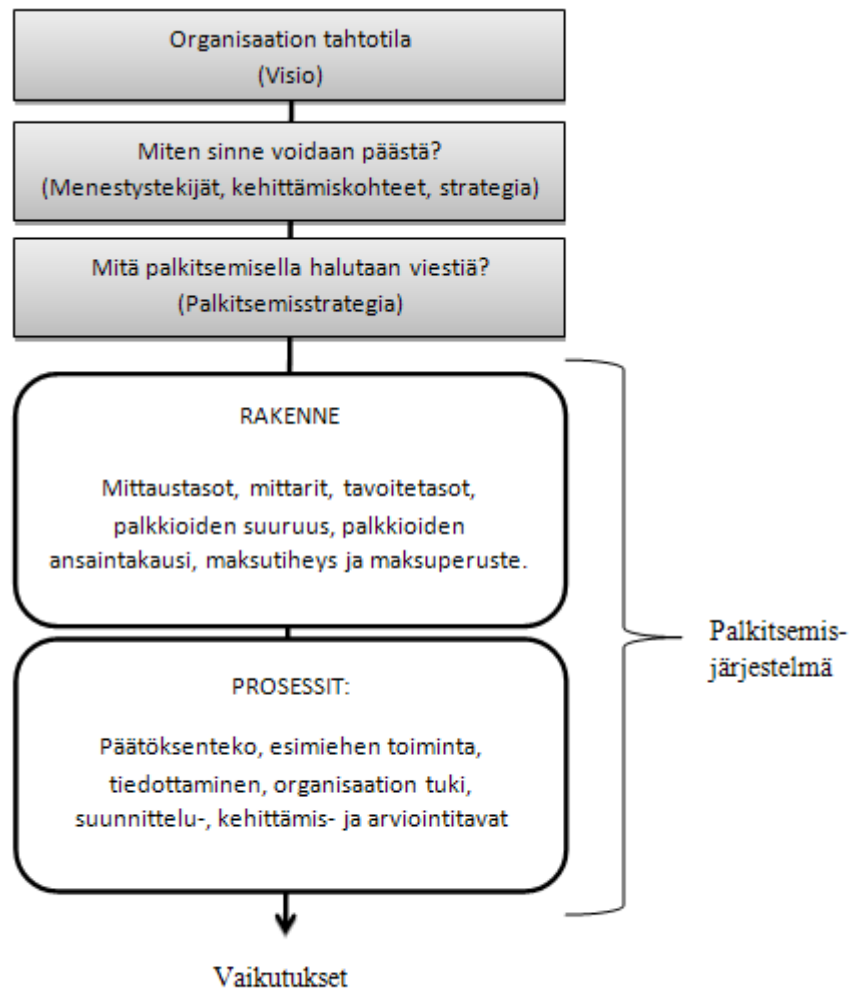 Organisaation tahtotila
(Visio)
Miten sinne voidaan päästä?
(Menestystekijät, kehittämiskohteet, strategia)
Mitä palkitsemisella halutaan viestiä?
(Palkitsemisstrategia)
RAKENNE
Mittaustasot, mittarit, tavoitetasot,
palkkioiden suuruus, palkkioiden
ansaintakausi, maksutiheys ja maksuperuste.
PROSESSIT:
Päätöksenteko, esimiehen toiminta,
tiedottaminen, organisaation tuki,
suunnittelu-, kehittämis- ja arviointitavat
Palkitsemis-
järjestelmä
Vaikutukset